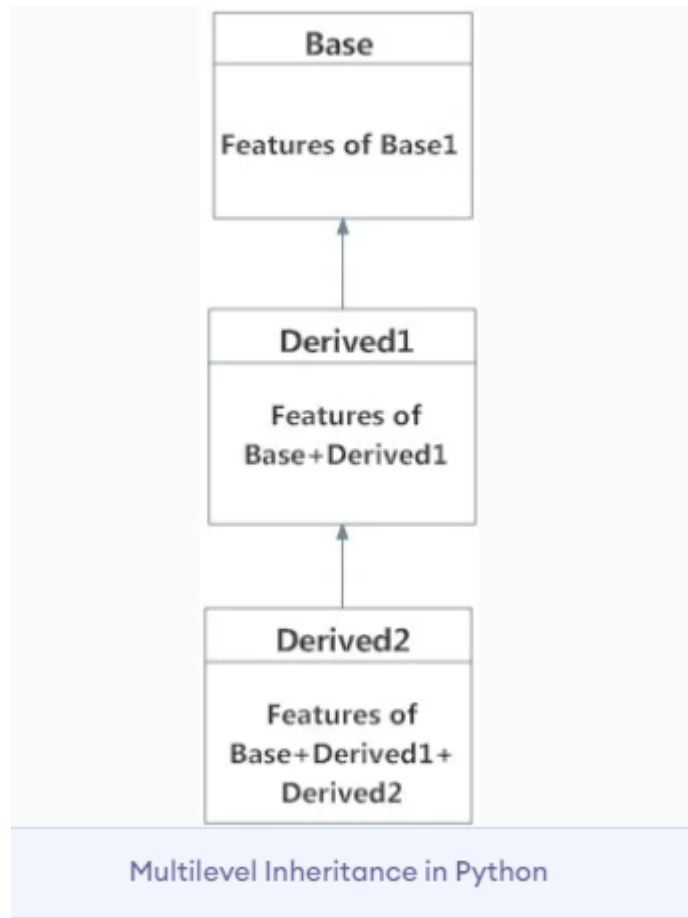 Base
Features of Base1
Derived1
Features of
Base+Derived1
Derived2
Features of
Base+Derived1+
Derived2
Multilevel Inheritance in Python